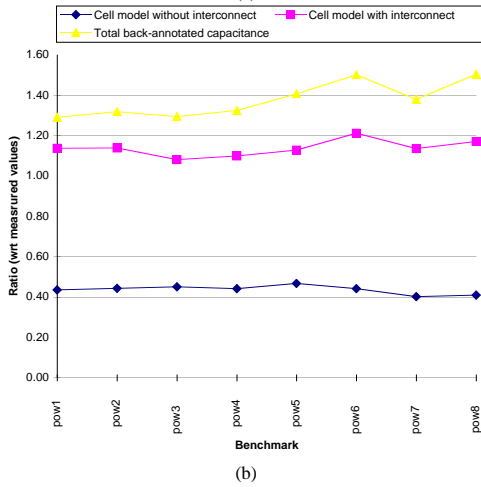 Cell model without interconnect Cell model with interconnect
Total back-annotated capacitance
1.60
1.40
1.20
1.00
0.80
0.60
0.40
0.20
0.00
Ratio (wrt measrured values)
pow1 pow2 pow3 pow4 pow5 pow6 pow7 pow8
Benchmark
(b)